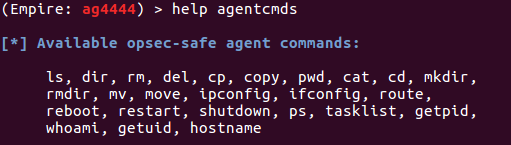 (Empire: ag4444) > help agentcmds
[*] Available opsec-safe agent commands:
ls, dir, rm, del, cp, copy, pwd, cat, cd, mkdir,
rmdir, mv, move, ipconfig, ifconfig, route,
reboot, restart, shutdown, ps, tasklist, getpid,
whoami, getuid, hostname